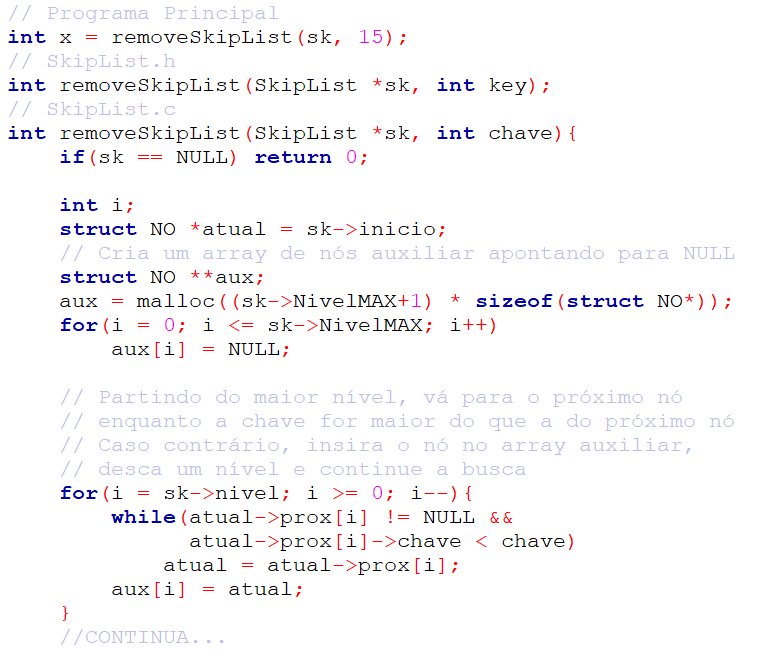 // Programa Principal
int x = removeSkipList(sk, 15);
// SkipList.h
int removeSkipList(SkipList *sk, int key);
// SkipList.c
int removeSkipList(SkipList *sk, int chave){
    if(sk == NULL) return 0;

    int i;
    struct NO *atual = sk->inicio;
    // Cria um array de nós auxiliar apontando para NULL
    struct NO **aux;
    aux = malloc((sk->NivelMAX+1) * sizeof(struct NO*));
    for(i = 0; i <= sk->NivelMAX; i++)
        aux[i] = NULL;

    // Partindo do maior nível, vá para o próximo nó
    // enquanto a chave for maior do que a do próximo nó
    // Caso contrário, insira o nó no array auxiliar,
    // desca um nível e continue a busca
    for(i = sk->nivel; i >= 0; i--){
        while(atual->prox[i] != NULL &&
              atual->prox[i]->chave < chave)
            atual = atual->prox[i];
        aux[i] = atual;
    }
    //CONTINUA...